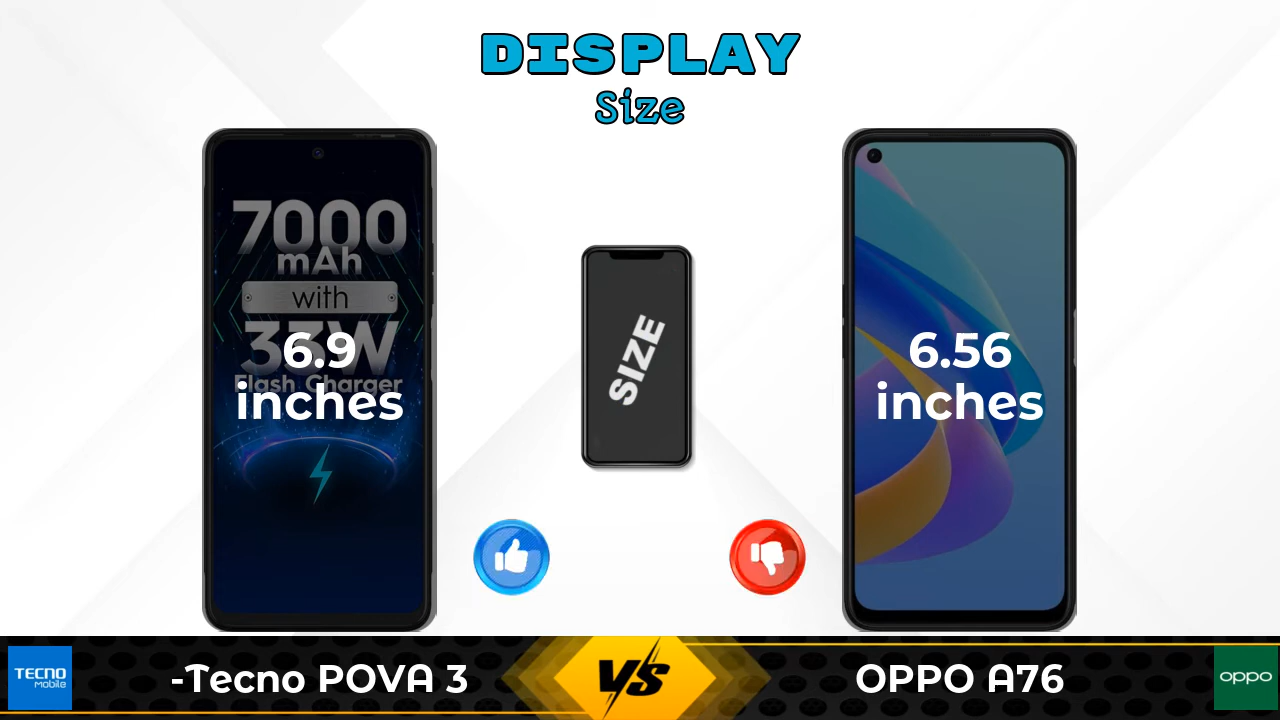 DISPLAY
Size
7000
mAh
with
33W
Flash Charger
6.9
inches
SIZE
6.56
inches
TECNO
Mobile
-Tecno POVA 3
VS
OPPO A76
oppo